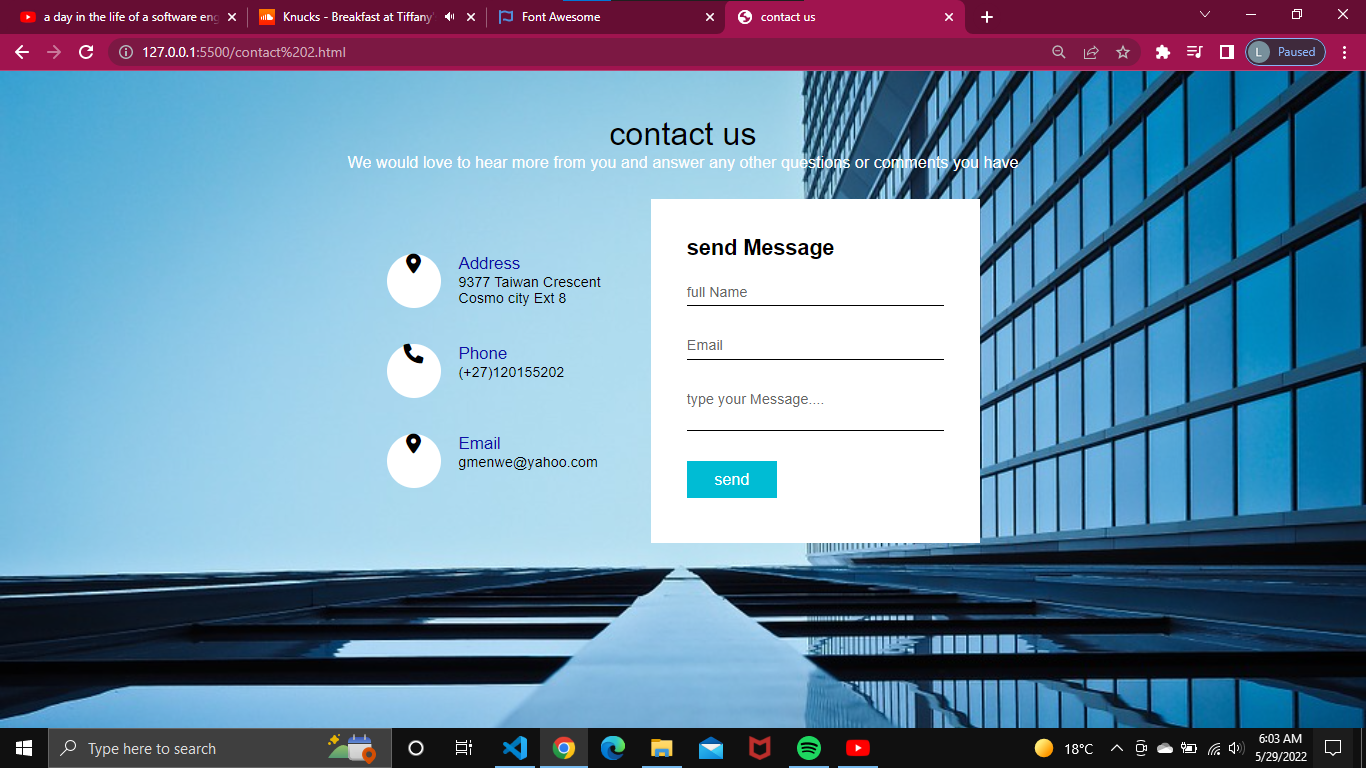 a day in the life of a software eng
Knucks - Breakfast at Tiffany'
Font Awesome
contact us
127.0.0.1:5500/contact%202.html
L
Paused
contact us
We would love to hear more from you and answer any other questions or comments you have
Address
9377 Taiwan Crescent
Cosmo city Ext 8
Phone
(+27)120155202
Email
gmenwe@yahoo.com
send Message
full Name
Email
type your Message....
send
Type here to search
18°C
6:03 AM
5/29/2022